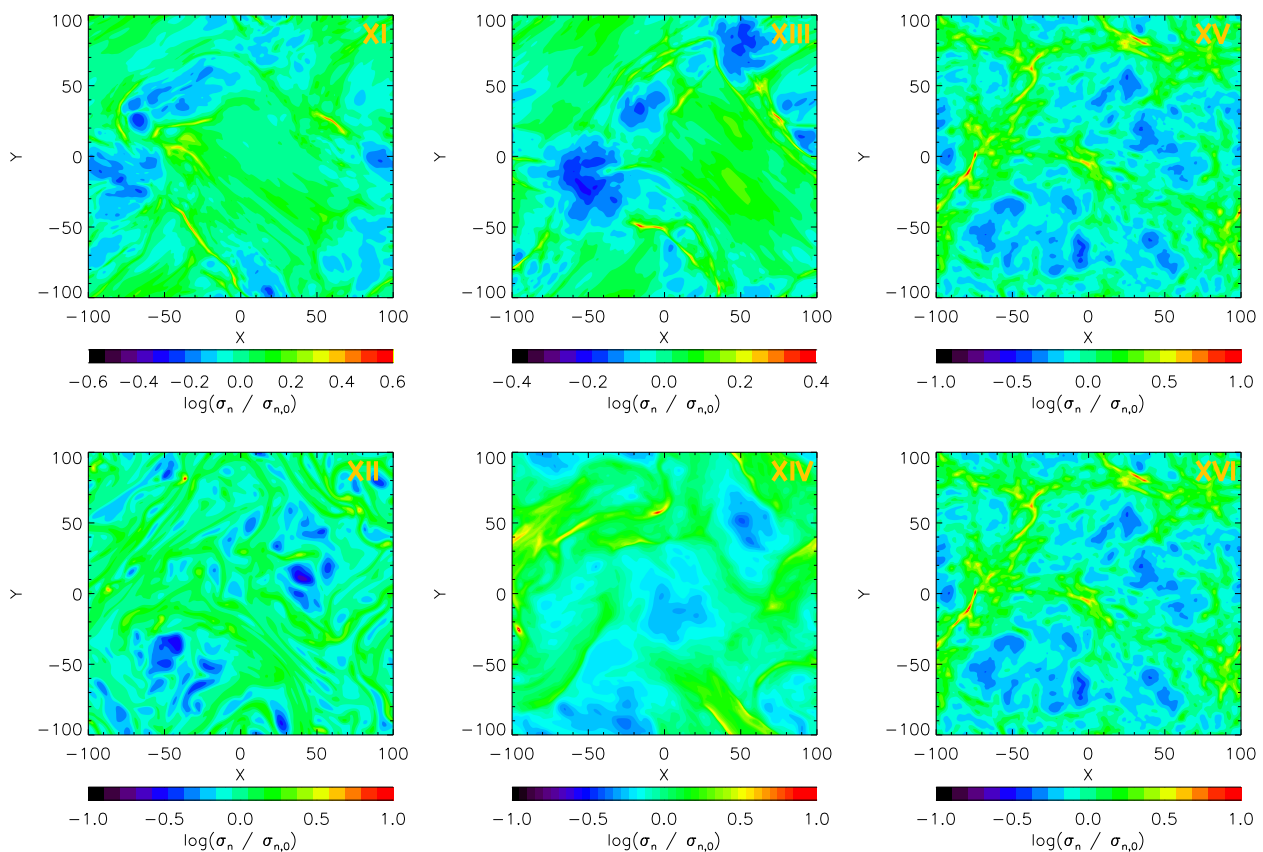 XI XIII XV
100 100 100
50 50 50
Y 0 Y 0 Y 0
−50 −50 −50
−100 −100 −100
−100 −50 0 50 100 −100 −50 0 50 100 −100 −50 0 50 100
X X X
−0.6 −0.4 −0.2 0.0 0.2 0.4 0.6 −0.4 −0.2 0.0 0.2 0.4 −1.0 −0.5 0.0 0.5 1.0
log(σn / σn,0) log(σn / σn,0) log(σn / σn,0)
XII XIV XVI
100 100 100
50 50 50
Y 0 Y 0 Y 0
−50 −50 −50
−100 −100 −100
−100 −50 0 50 100 −100 −50 0 50 100 −100 −50 0 50 100
X X X
−1.0 −0.5 0.0 0.5 1.0 −1.0 −0.5 0.0 0.5 1.0 −1.0 −0.5 0.0 0.5 1.0
log(σn / σn,0) log(σn / σn,0) log(σn / σn,0)